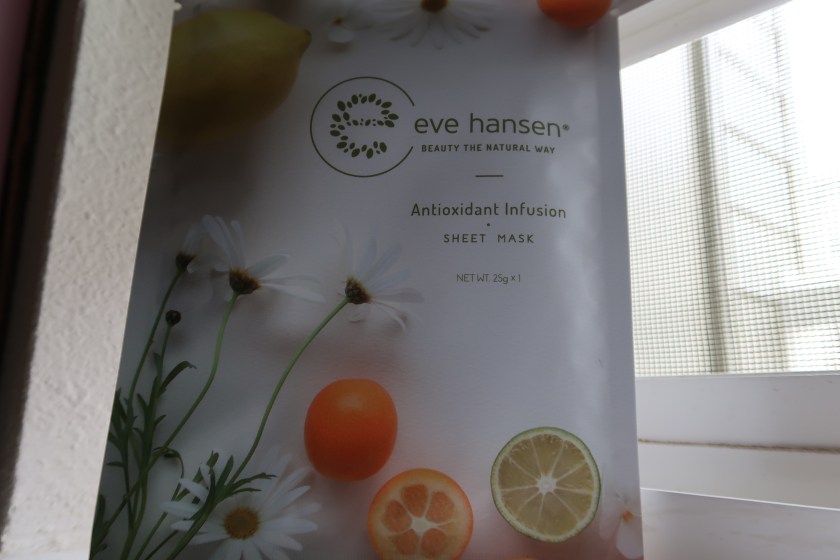 eve hansen®
BEAUTY THE NATURAL WAY
Antioxidant Infusion
SHEET MASK
NET WT. 25g x 1